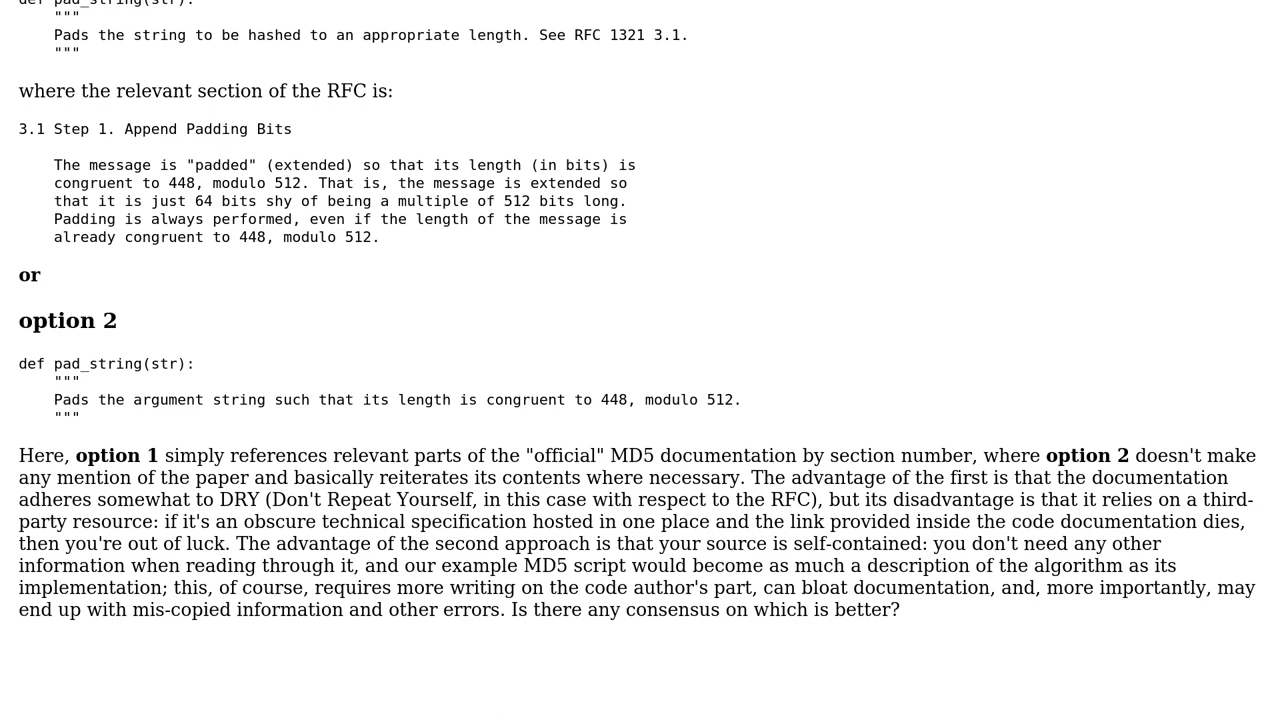 def pad_string(str):
    """
    Pads the string to be hashed to an appropriate length. See RFC 1321 3.1.
    """
where the relevant section of the RFC is:
3.1 Step 1. Append Padding Bits
    The message is "padded" (extended) so that its length (in bits) is
    congruent to 448, modulo 512. That is, the message is extended so
    that it is just 64 bits shy of being a multiple of 512 bits long.
    Padding is always performed, even if the length of the message is
    already congruent to 448, modulo 512.
or
option 2
def pad_string(str):
    """
    Pads the argument string such that its length is congruent to 448, modulo 512.
    """
Here, option 1 simply references relevant parts of the "official" MD5 documentation by section number, where option 2 doesn't make
any mention of the paper and basically reiterates its contents where necessary. The advantage of the first is that the documentation
adheres somewhat to DRY (Don't Repeat Yourself, in this case with respect to the RFC), but its disadvantage is that it relies on a third-
party resource: if it's an obscure technical specification hosted in one place and the link provided inside the code documentation dies,
then you're out of luck. The advantage of the second approach is that your source is self-contained: you don't need any other
information when reading through it, and our example MD5 script would become as much a description of the algorithm as its
implementation; this, of course, requires more writing on the code author's part, can bloat documentation, and, more importantly, may
end up with mis-copied information and other errors. Is there any consensus on which is better?